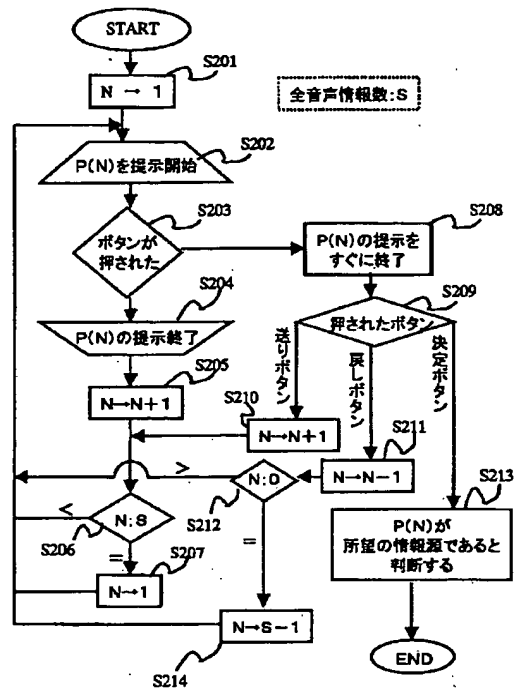 START
S201
N → 1
全音声情報数:S
S202
P(N)を提示開始
S203
ボタンが
押された
S208
P(N)の提示を
すぐに終了
S204
P(N)の提示終了
S209
押されたボタン
送りボタン
戻しボタン
決定ボタン
S205
N→N+1
S210
N→N+1
S211
N→N-1
>
N:0
S212
=
S213
P(N)が
所望の情報源であると
判断する
<
N:S
S206
=
S207
N→1
N→S-1
S214
END